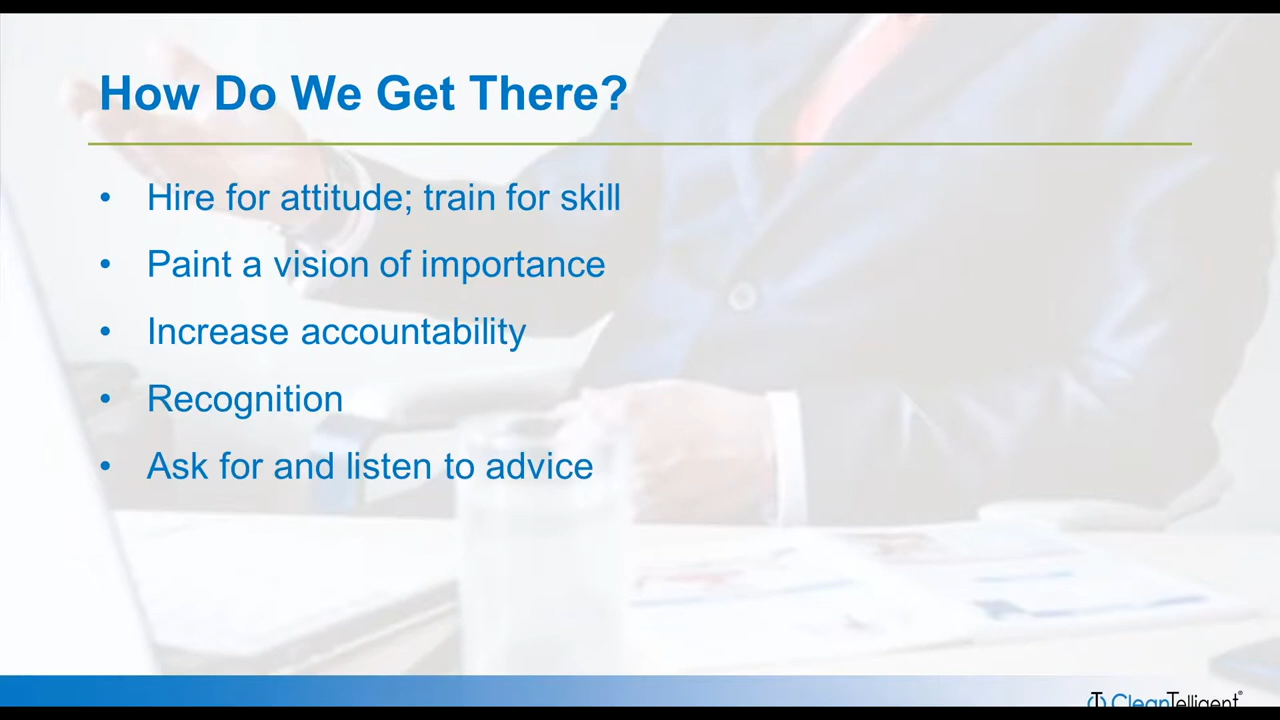 How Do We Get There?
• Hire for attitude; train for skill
• Paint a vision of importance
• Increase accountability
• Recognition
• Ask for and listen to advice
CleanTelligent®